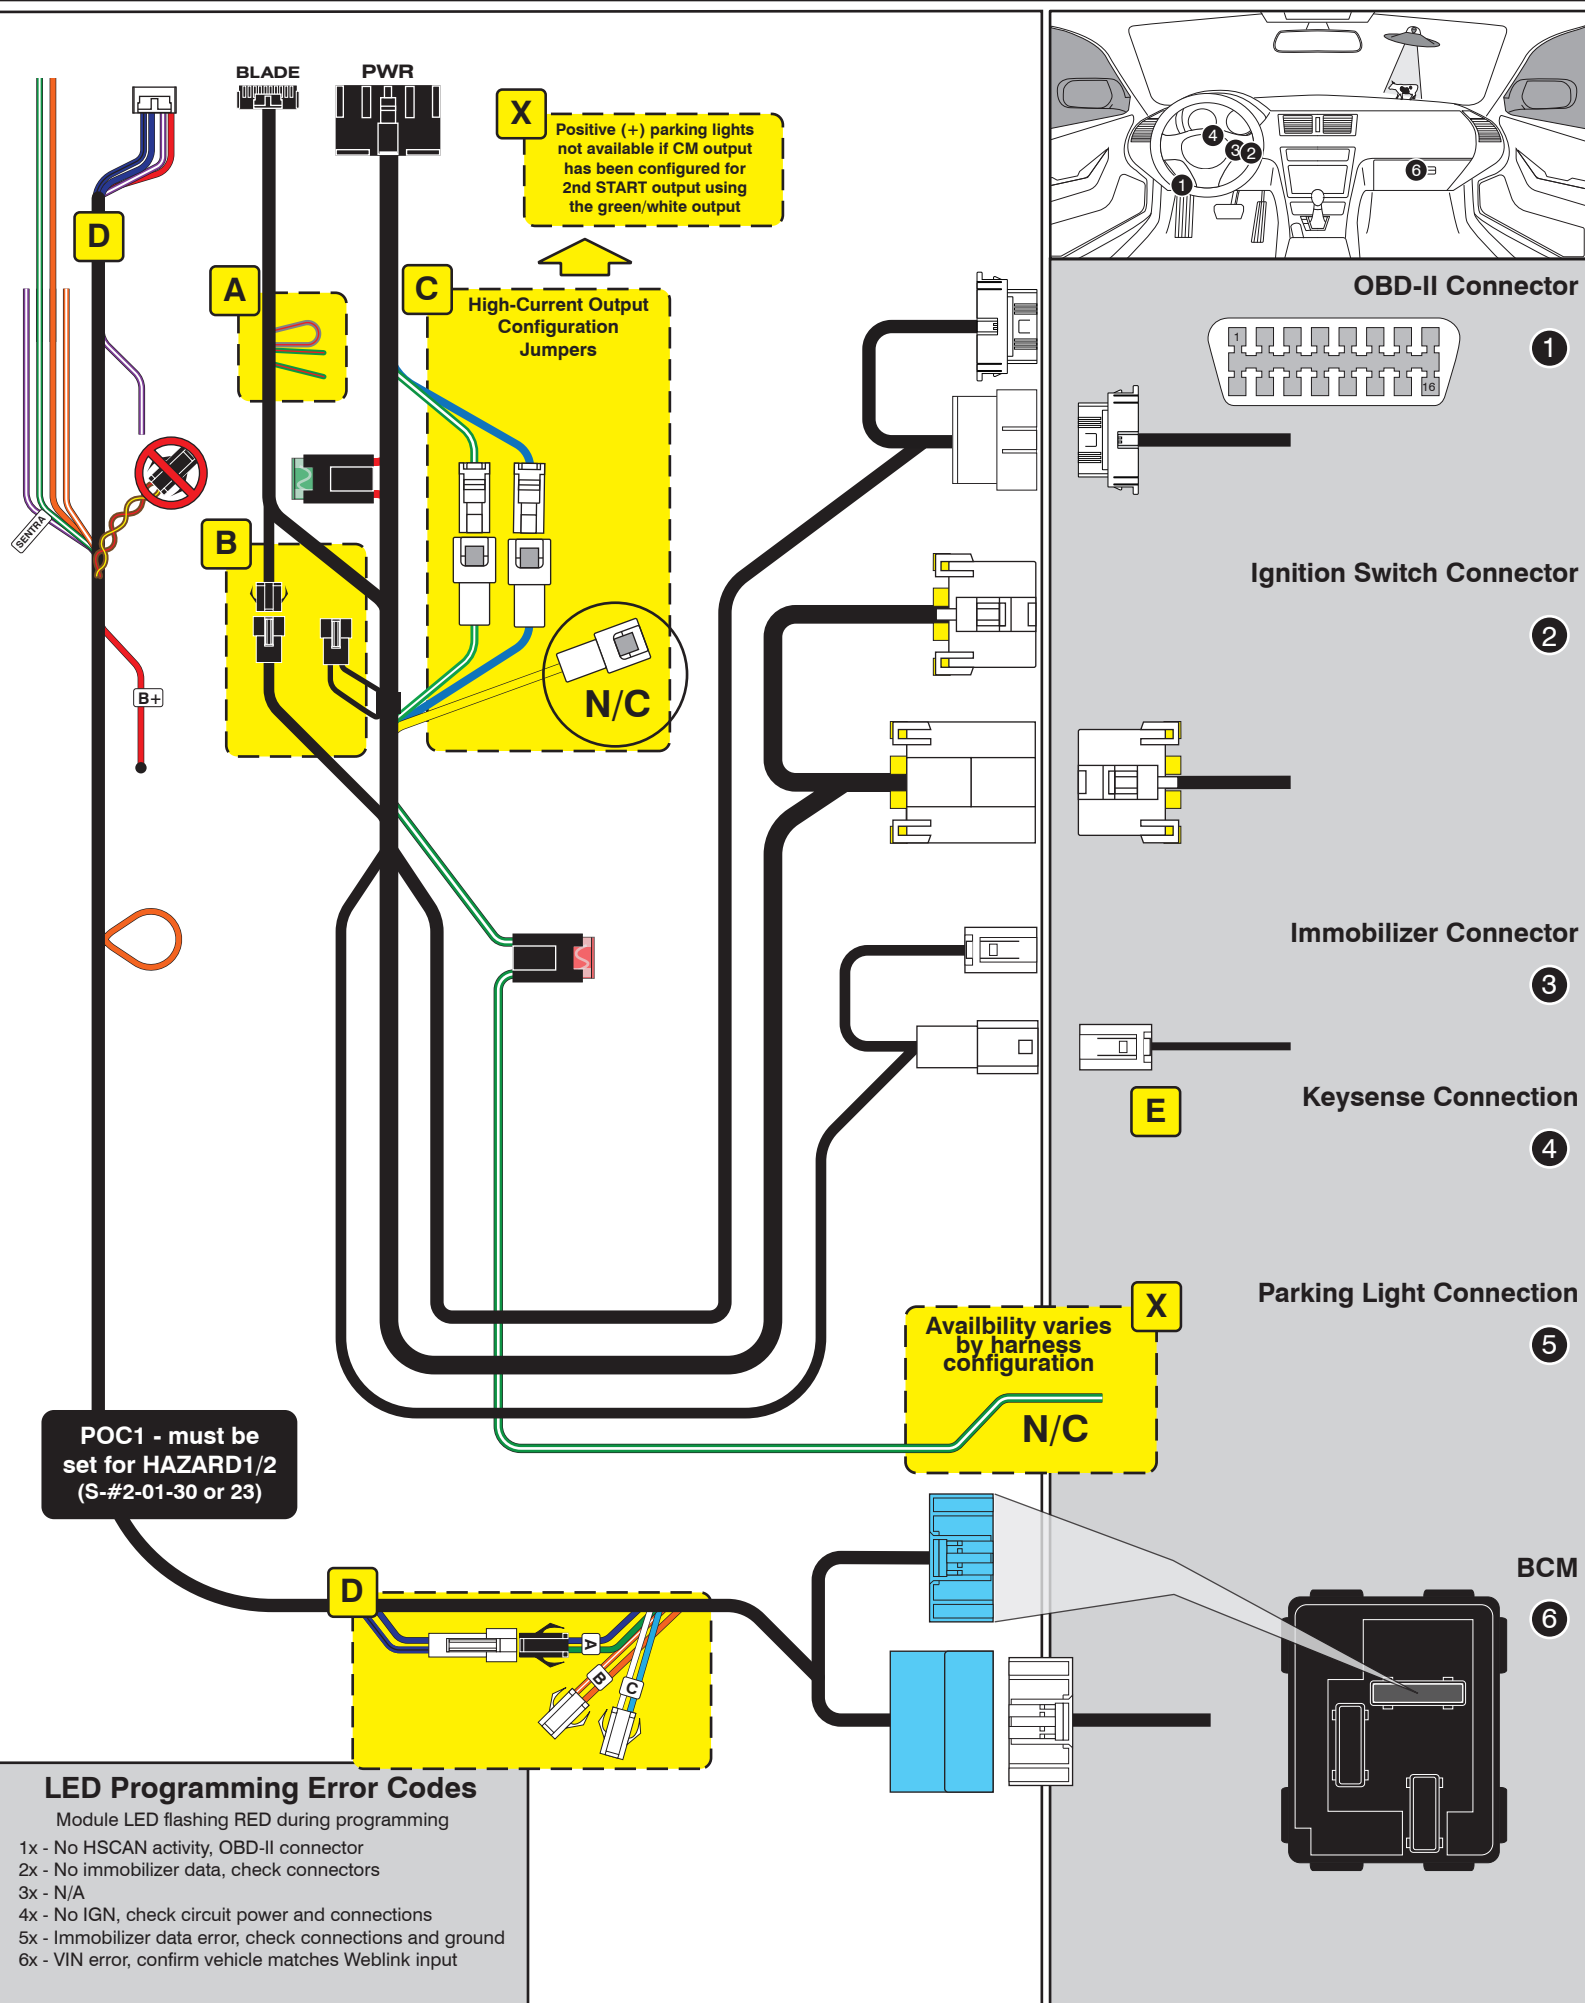 BLADE
PWR
X
Positive (+) parking lights
not available if CM output
has been configured for
2nd START output using
the green/white output
4
3
2
6
1
D
A
C
High-Current Output
Configuration
Jumpers
OBD-II Connector
1
1
16
SENTRA
B
Ignition Switch Connector
2
B+
N/C
Immobilizer Connector
3
E
Keysense Connection
4
X
Parking Light Connection
5
Availbility varies
by harness
configuration
N/C
POC1 - must be
set for HAZARD1/2
(S-#2-01-30 or 23)
BCM
6
D
A
B
C
LED Programming Error Codes
Module LED flashing RED during programming
1x - No HSCAN activity, OBD-II connector
2x - No immobilizer data, check connectors
3x - N/A
4x - No IGN, check circuit power and connections
5x - Immobilizer data error, check connections and ground
6x - VIN error, confirm vehicle matches Weblink input